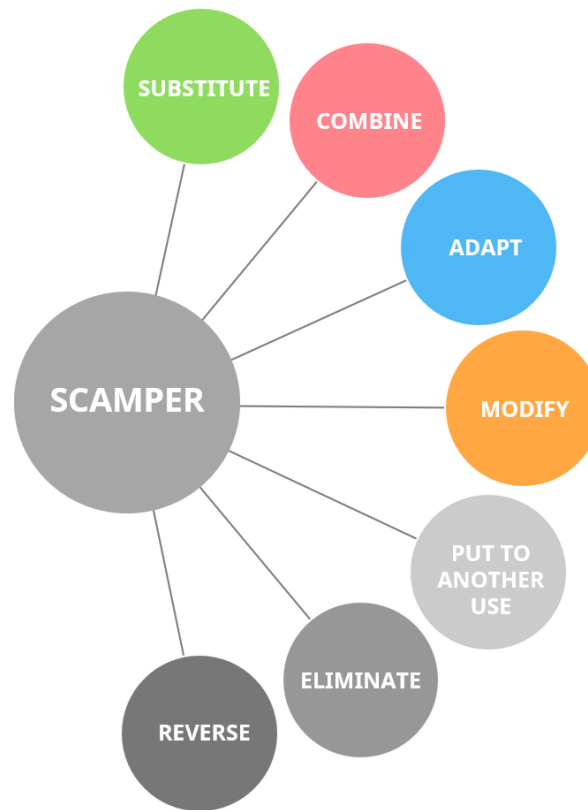 SUBSTITUTE
COMBINE
ADAPT
SCAMPER
MODIFY
PUT TO
ANOTHER
USE
ELIMINATE
REVERSE